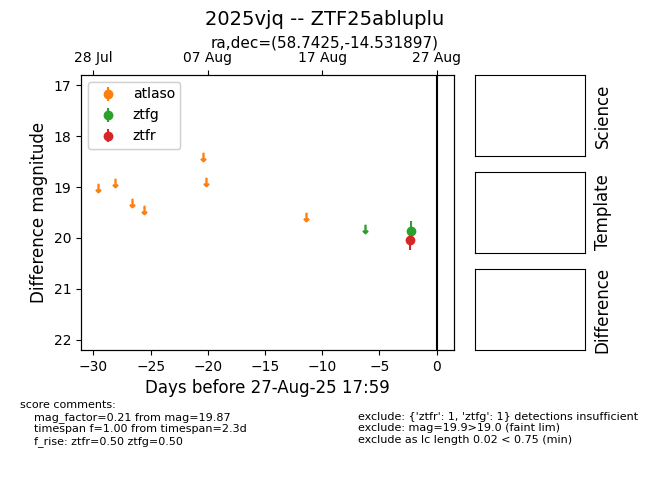 2025vjq -- ZTF25abluplu
ra,dec=(58.7425,-14.531897)
28 Jul 07 Aug 17 Aug 27 Aug
atlaso
ztfg
ztfr
17
18
19
20
21
22
Difference magnitude
−30 −25 −20 −15 −10 −5 0
Days before 27-Aug-25 17:59
Science
Template
Difference
score comments:
mag_factor=0.21 from mag=19.87
timespan f=1.00 from timespan=2.3d
f_rise: ztfr=0.50 ztfg=0.50
exclude: {'ztfr': 1, 'ztfg': 1} detections insufficient
exclude: mag=19.9>19.0 (faint lim)
exclude as lc length 0.02 < 0.75 (min)